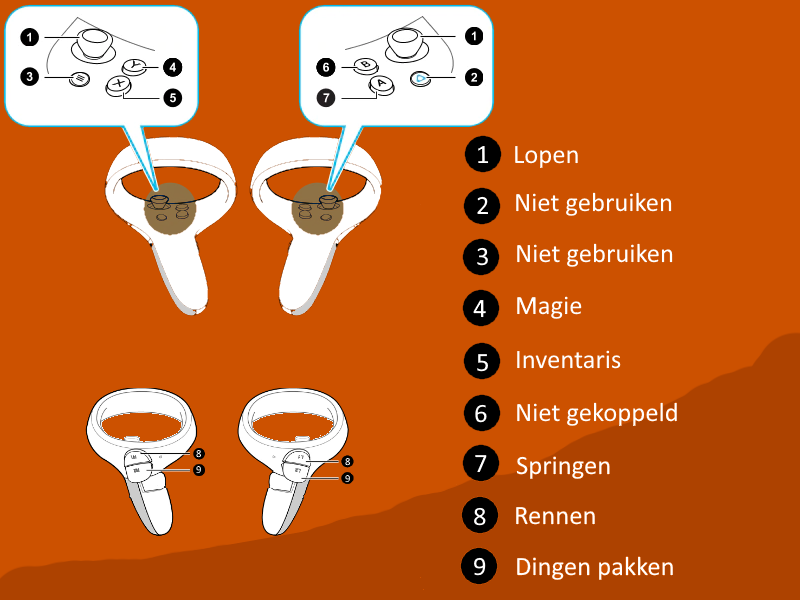 1
1
3
4
5
6
B
A
2
7
Y
X
1 Lopen
2 Niet gebruiken
3 Niet gebruiken
4 Magie
5 Inventaris
6 Niet gekoppeld
7 Springen
8 Rennen
9 Dingen pakken
8
9
8
9